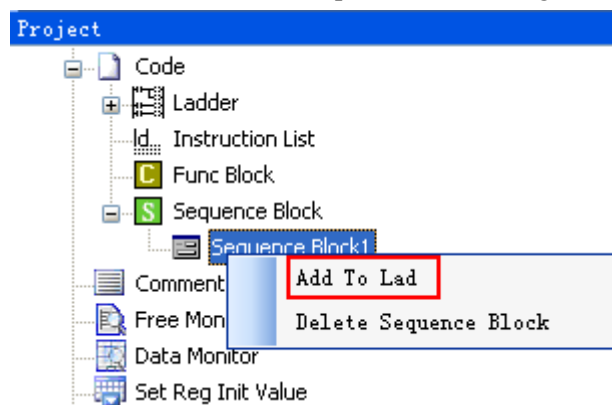 Project
Code
Ladder
Instruction List
C Func Block
S Sequence Block
Sequence Block1
Comment
Add To Lad
Free Mon
Delete Sequence Block
Data Monitor
Set Reg Init Value